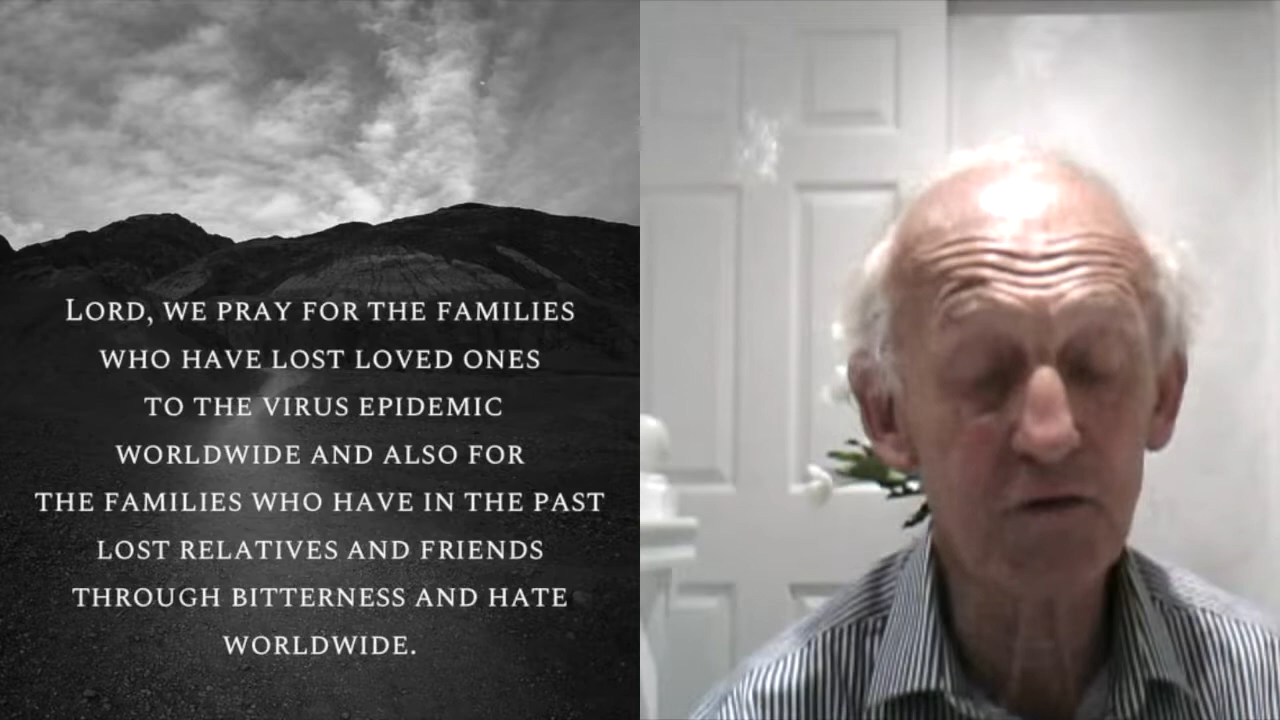 Lord, we pray for the families
who have lost loved ones
to the virus epidemic
worldwide and also for
the families who have in the past
lost relatives and friends
through bitterness and hate
worldwide.